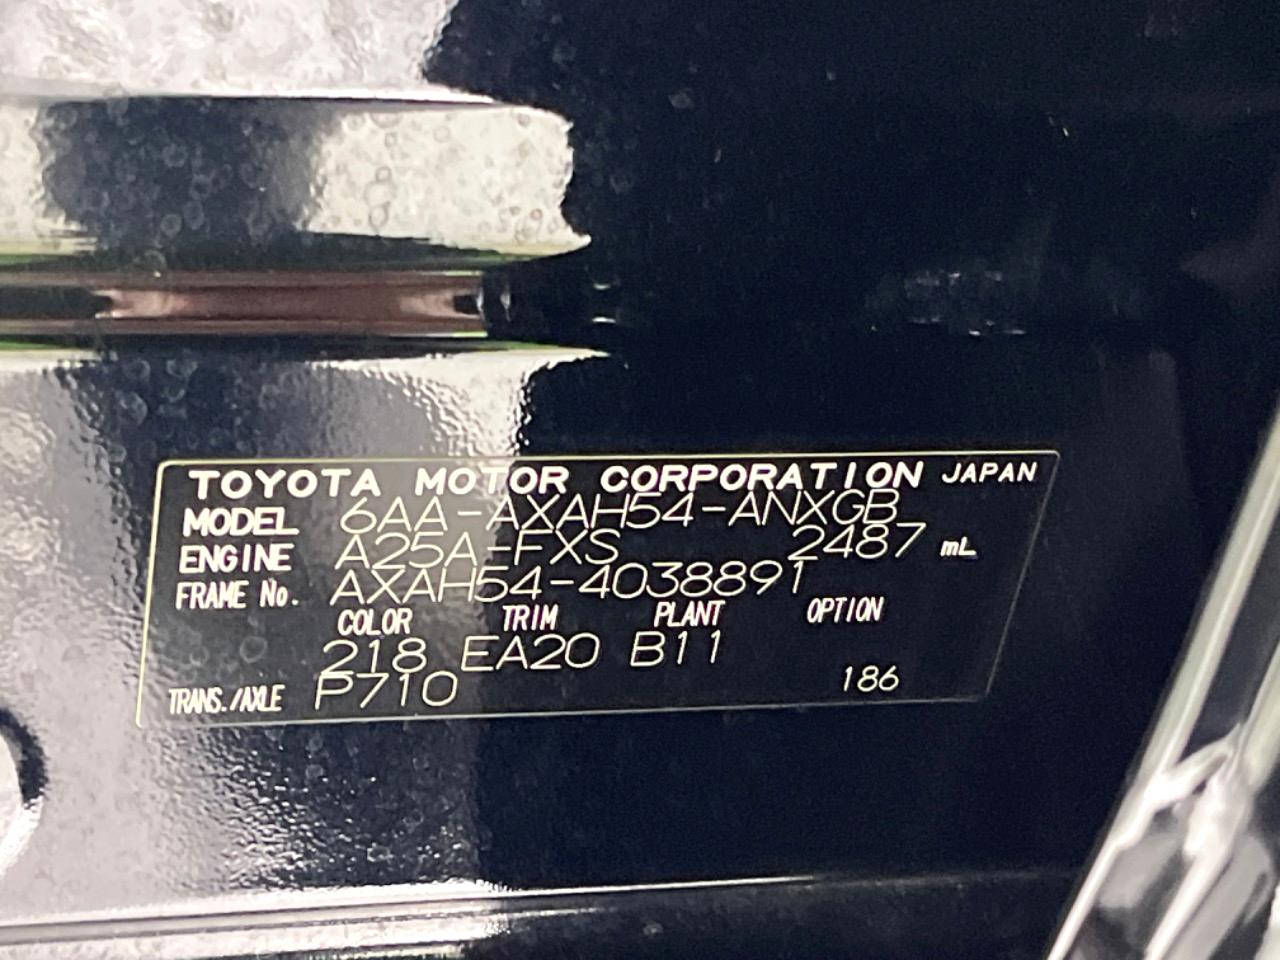 TOYOTA MOTOR CORPORATION JAPAN
MODEL 6AA-AXAH54-ANXGB
ENGINE A25A-FXS 2487 mL
FRAME No. AXAH54-4038891
COLOR TRIM PLANT OPTION
218 EA20 B11
TRANS./AXLE P710 186